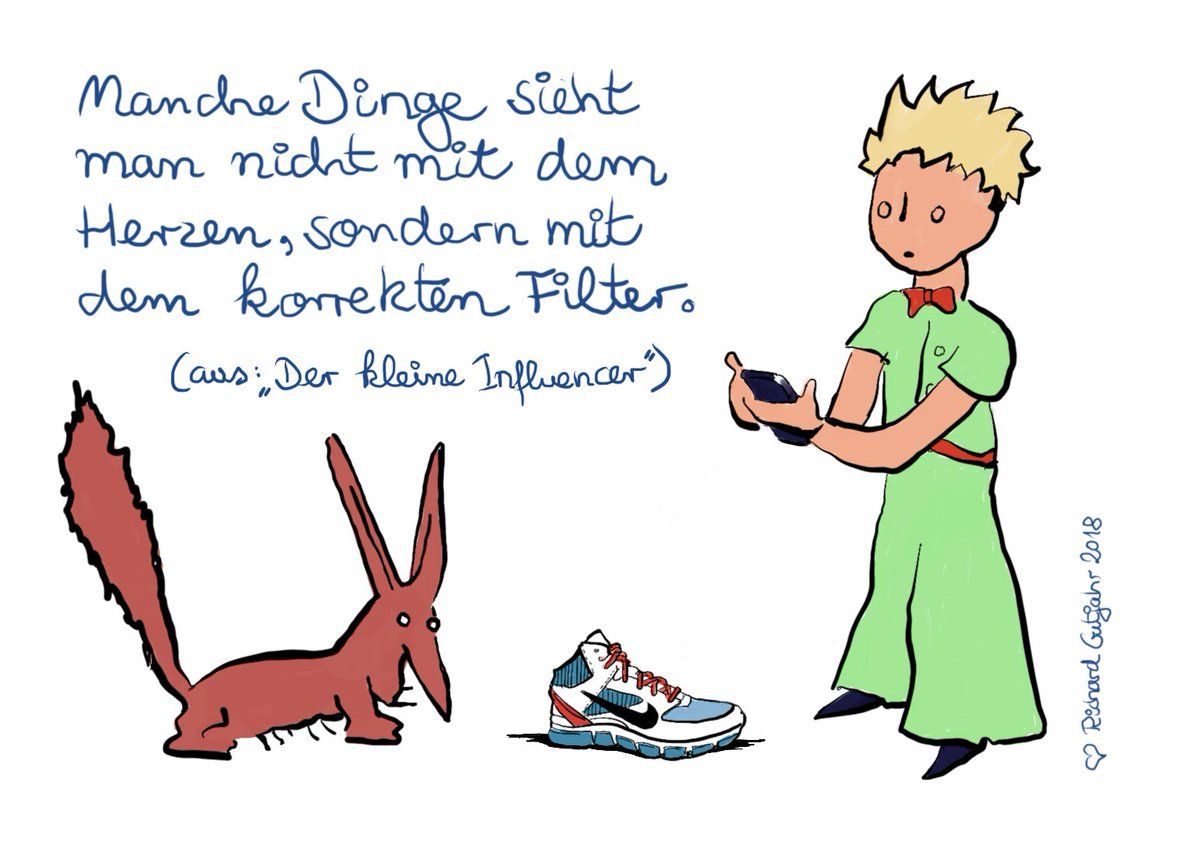 Manche Dinge sieht
man nicht mit dem
Herzen, sondern mit
dem korrekten Filter.
(aus: „Der kleine Influencer")
♡ Richard Gutjahr 2018